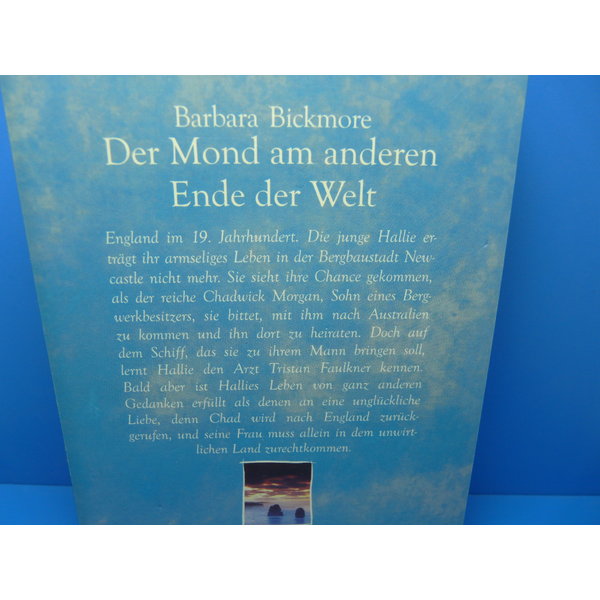 Barbara Bickmore
Der Mond am anderen
Ende der Welt
England im 19. Jahrhundert. Die junge Hallie er-
trägt ihr armseliges Leben in der Bergbaustadt New-
castle nicht mehr. Sie sieht ihre Chance gekommen,
als der reiche Chadwick Morgan, Sohn eines Berg-
werkbesitzers, sie bittet, mit ihm nach Australien
zu kommen und ihn dort zu heiraten. Doch auf
dem Schiff, das sie zu ihrem Mann bringen soll,
lernt Hallie den Arzt Tristan Faulkner kennen.
Bald aber ist Hallies Leben von ganz anderen
Gedanken erfüllt als denen an eine unglückliche
Liebe, denn Chad wird nach England zurück-
gerufen, und seine Frau muss allein in dem unwirt-
lichen Land zurechtkommen.